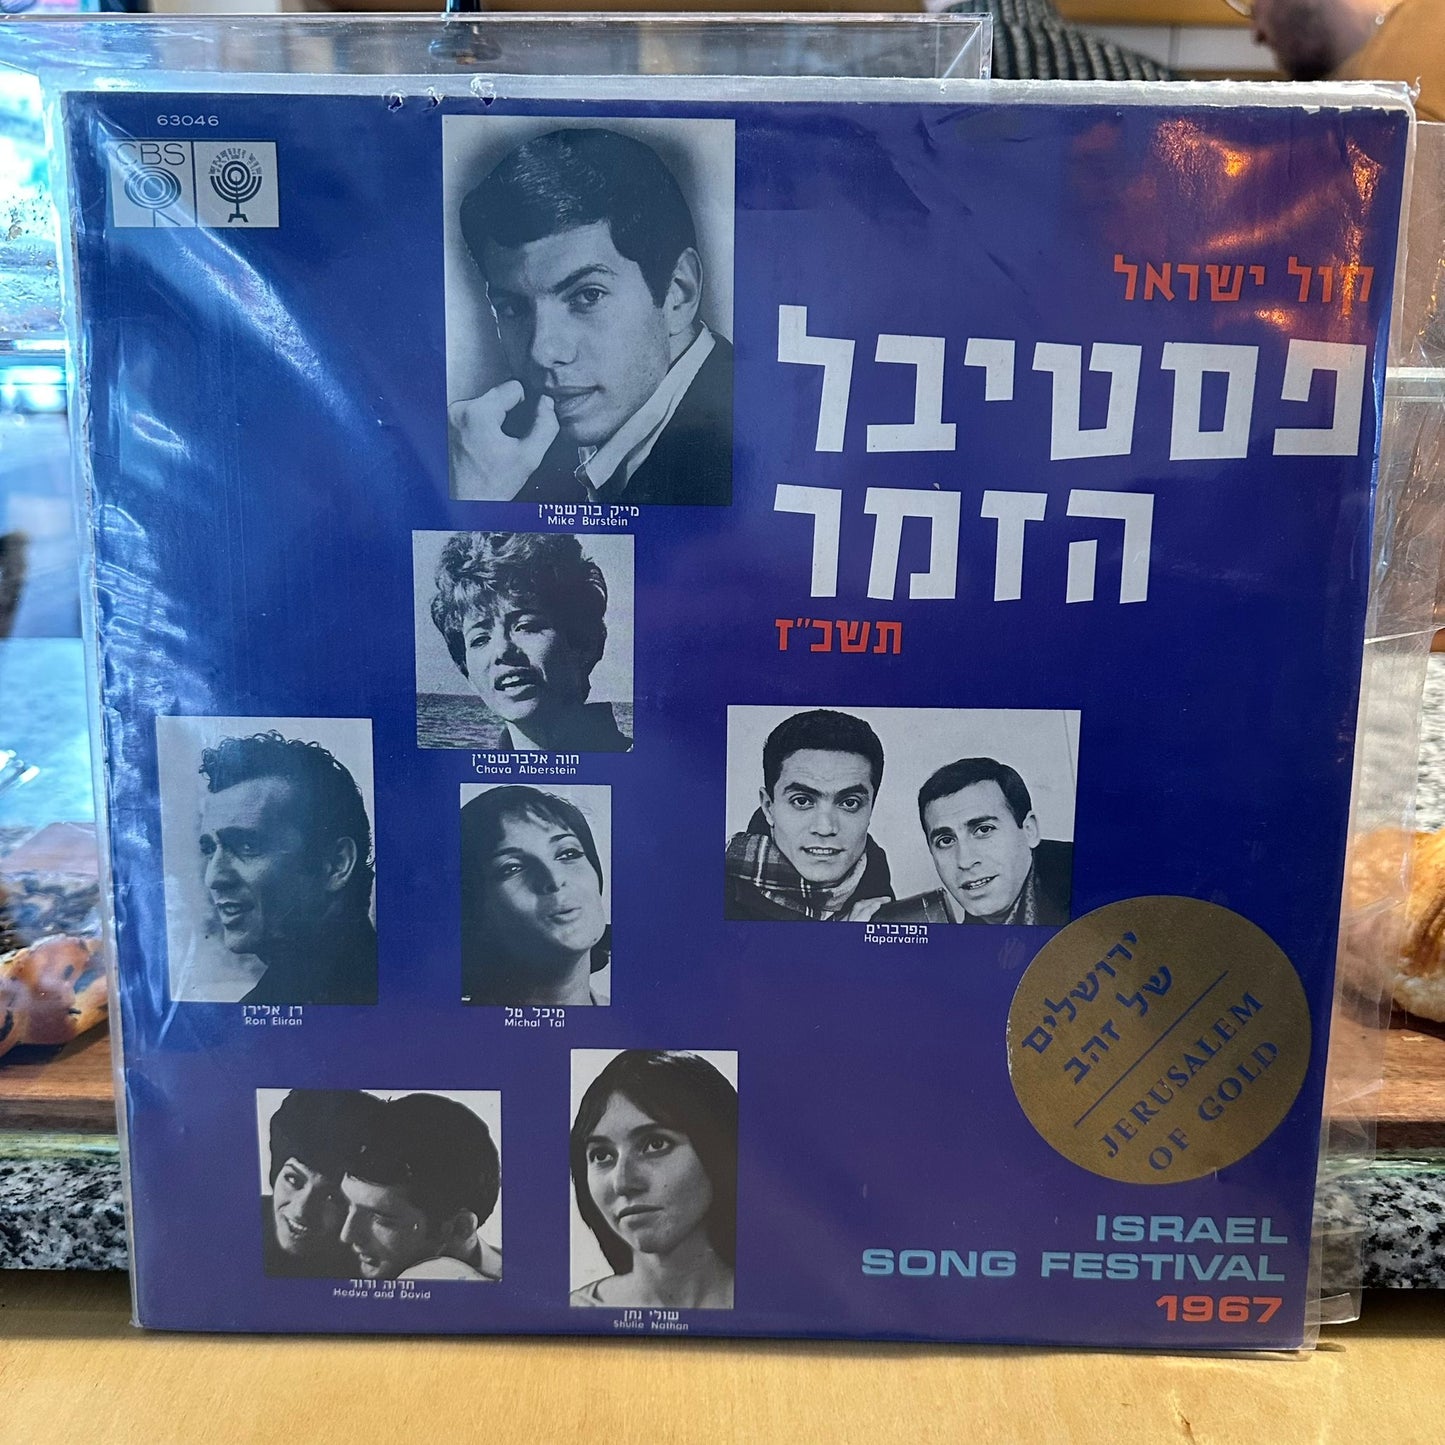 63046
CBS
קול ישראל
פסטיבל
הזמר
תשכ"ז
מייק בורשטיין
Mike Burstein
חוה אלברשטיין
Chava Alberstein
רן אלירן
Ron Eliran
מיכל טל
Michal Tal
הפרברים
Haparvarim
חדוה ודוד
Hedva and David
שולי נתן
Shulie Nathan
ירושלים
של זהב
JERUSALEM
OF GOLD
ISRAEL
SONG FESTIVAL
1967